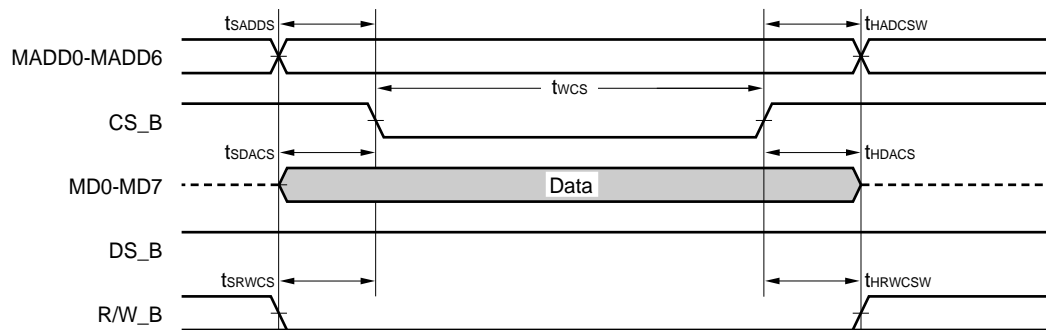 tSADDS
tHADCSW
MADD0-MADD6
tWCS
CS_B
tSDACS
tHDACS
MD0-MD7
Data
DS_B
tSRWCS
tHRWCSW
R/W_B